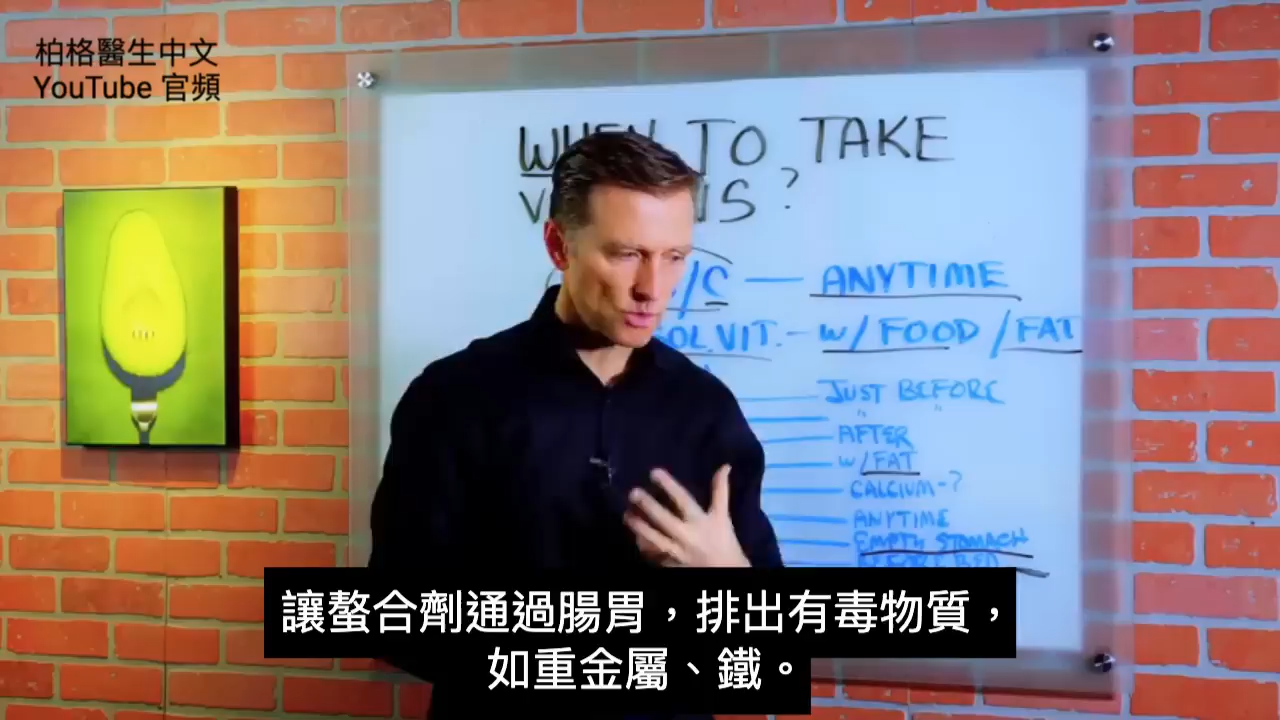 柏格醫生中文
YouTube 官頻
TO TAKE
?
/C — ANYTIME
VIT. - W/ FOOD / FAT
JUST BEFORE
" "
AFTER
W/ FAT
CALCIUM-?
ANYTIME
EMPTY STOMACH
讓螯合劑通過腸胃，排出有毒物質，
如重金屬、鐵。